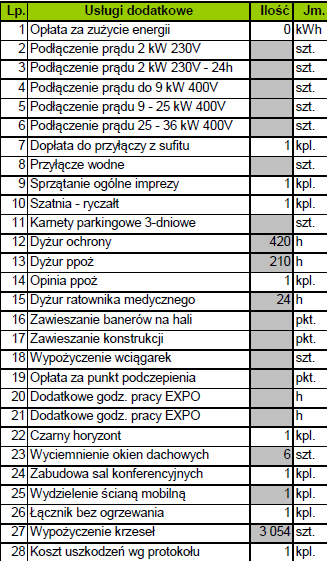 Lp. Usługi dodatkowe Ilość Jm.
1 Opłata za zużycie energii 0 kWh
2 Podłączenie prądu 2 kW 230V szt.
3 Podłączenie prądu 2 kW 230V - 24h szt.
4 Podłączenie prądu do 9 kW 400V szt.
5 Podłączenie prądu 9 - 25 kW 400V szt.
6 Podłączenie prądu 25 - 36 kW 400V szt.
7 Dopłata do przyłączy z sufitu 1 kpl.
8 Przyłącze wodne szt.
9 Sprzątanie ogólne imprezy 1 kpl.
10 Szatnia - ryczałt 1 kpl.
11 Karnety parkingowe 3-dniowe szt.
12 Dyżur ochrony 420 h
13 Dyżur ppoż 210 h
14 Opinia ppoż 1 kpl.
15 Dyżur ratownika medycznego 24 h
16 Zawieszanie banerów na hali pkt.
17 Zawieszanie konstrukcji pkt.
18 Wypożyczenie wciągarek szt.
19 Opłata za punkt podczepienia pkt.
20 Dodatkowe godz. pracy EXPO h
21 Dodatkowe godz. pracy EXPO h
22 Czarny horyzont 1 kpl.
23 Wyciemnienie okien dachowych 6 szt.
24 Zabudowa sal konferencyjnych 1 kpl.
25 Wydzielenie ścianą mobilną 1 kpl.
26 Łącznik bez ogrzewania 1 kpl.
27 Wypożyczenie krzeseł 3 054 szt.
28 Koszt uszkodzeń wg protokołu 1 kpl.